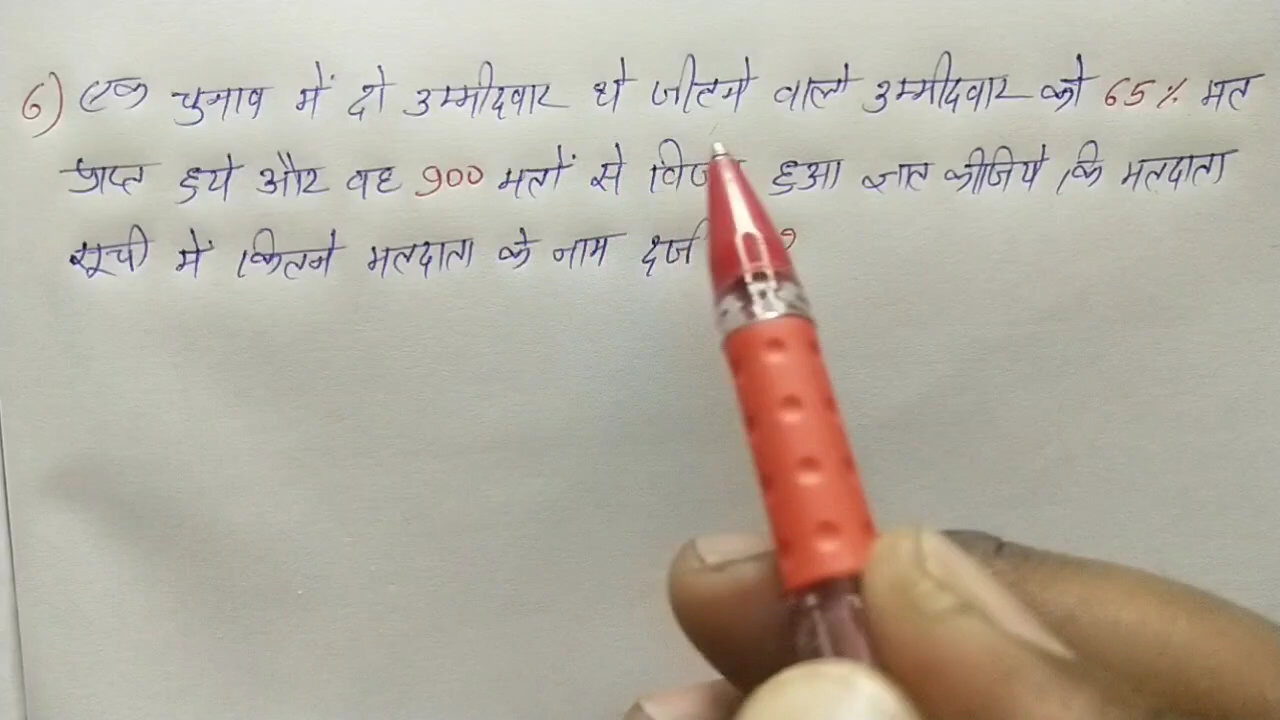 6) एक चुनाव में दो उम्मीदवार थे जीतने वाले उम्मीदवार को 65% मत
प्राप्त हुये और वह 900 मतों से हुआ ज्ञात कीजिये कि मतदाता
सूची में कितने मतदाता के नाम दर्ज ?